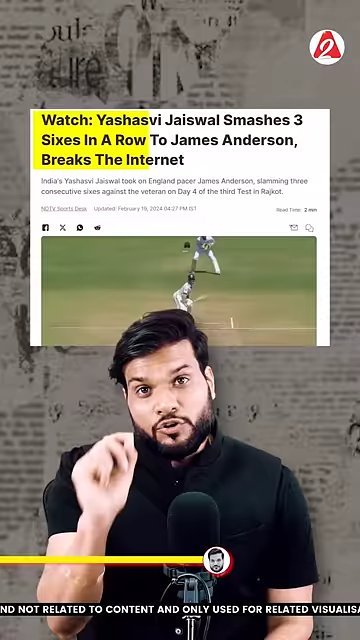 A2
Watch: Yashasvi Jaiswal Smashes 3
Sixes In A Row To James Anderson,
Breaks The Internet
India's Yashasvi Jaiswal took on England pacer James Anderson, slamming three
consecutive sixes against the veteran on Day 4 of the third Test in Rajkot.
NDTV Sports Desk Updated: February 19, 2024 04:27 PM IST
Read Time: 2 min
ND NOT RELATED TO CONTENT AND ONLY USED FOR RELATED VISUALISA